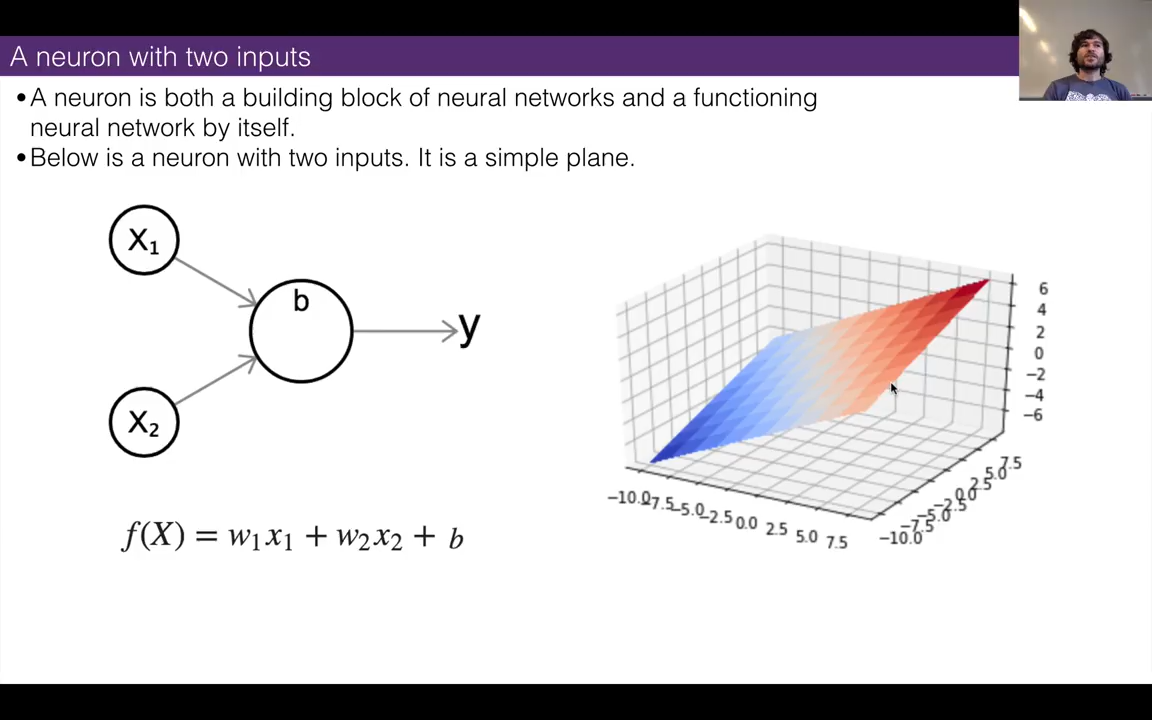 A neuron with two inputs
•A neuron is both a building block of neural networks and a functioning
neural network by itself.
•Below is a neuron with two inputs. It is a simple plane.
X₁
b
y
X₂
f(X) = w₁x₁ + w₂x₂ + b
6
4
2
0
−2
−4
−6
−10.0 −7.5 −5.0 −2.5 0.0 2.5 5.0 7.5
−10.0 −7.5 −5.0 −2.5 0.0 2.5 5.0 7.5